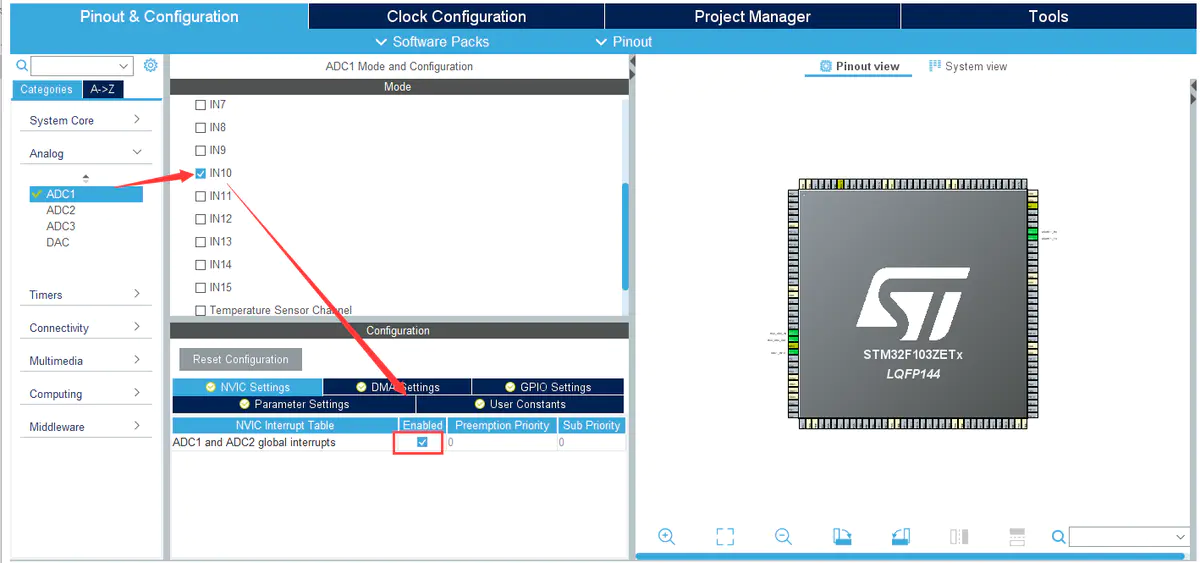 Pinout & Configuration
Clock Configuration
Project Manager
Tools
Software Packs
Pinout
Categories
A->Z
System Core
Analog
ADC1
ADC2
ADC3
DAC
Timers
Connectivity
Multimedia
Computing
Middleware
ADC1 Mode and Configuration
Mode
IN7
IN8
IN9
IN10
IN11
IN12
IN13
IN14
IN15
Temperature Sensor Channel
Configuration
Reset Configuration
NVIC Settings
DMA Settings
GPIO Settings
Parameter Settings
User Constants
NVIC Interrupt Table Enabled Preemption Priority Sub Priority
ADC1 and ADC2 global interrupts 0 0
Pinout view
System view
ST
STM32F103ZETx
LQFP144